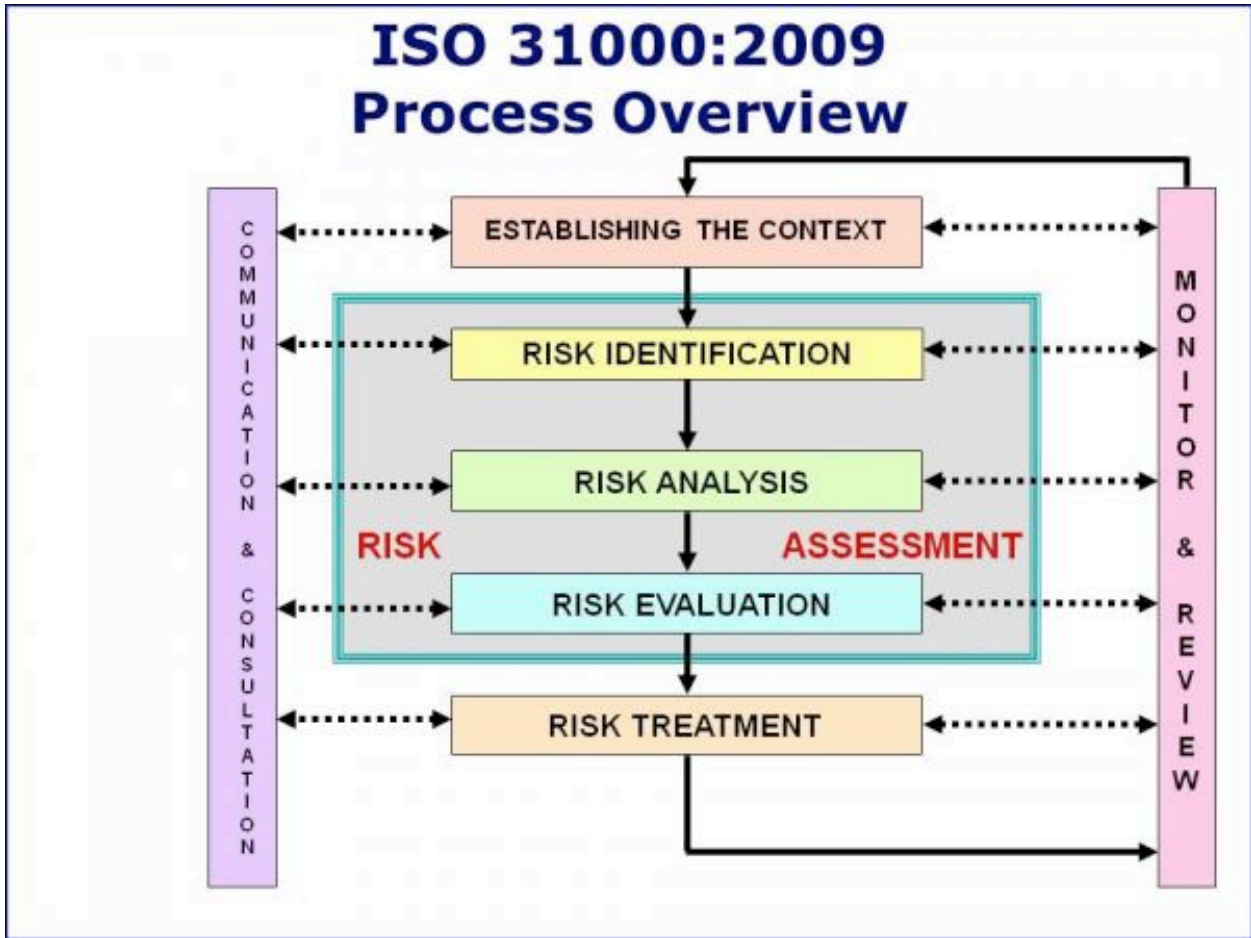 ISO 31000:2009
Process Overview
COMMUNICATION & CONSULTATION
ESTABLISHING THE CONTEXT
RISK IDENTIFICATION
RISK ANALYSIS
RISK ASSESSMENT
RISK EVALUATION
RISK TREATMENT
MONITOR & REVIEW